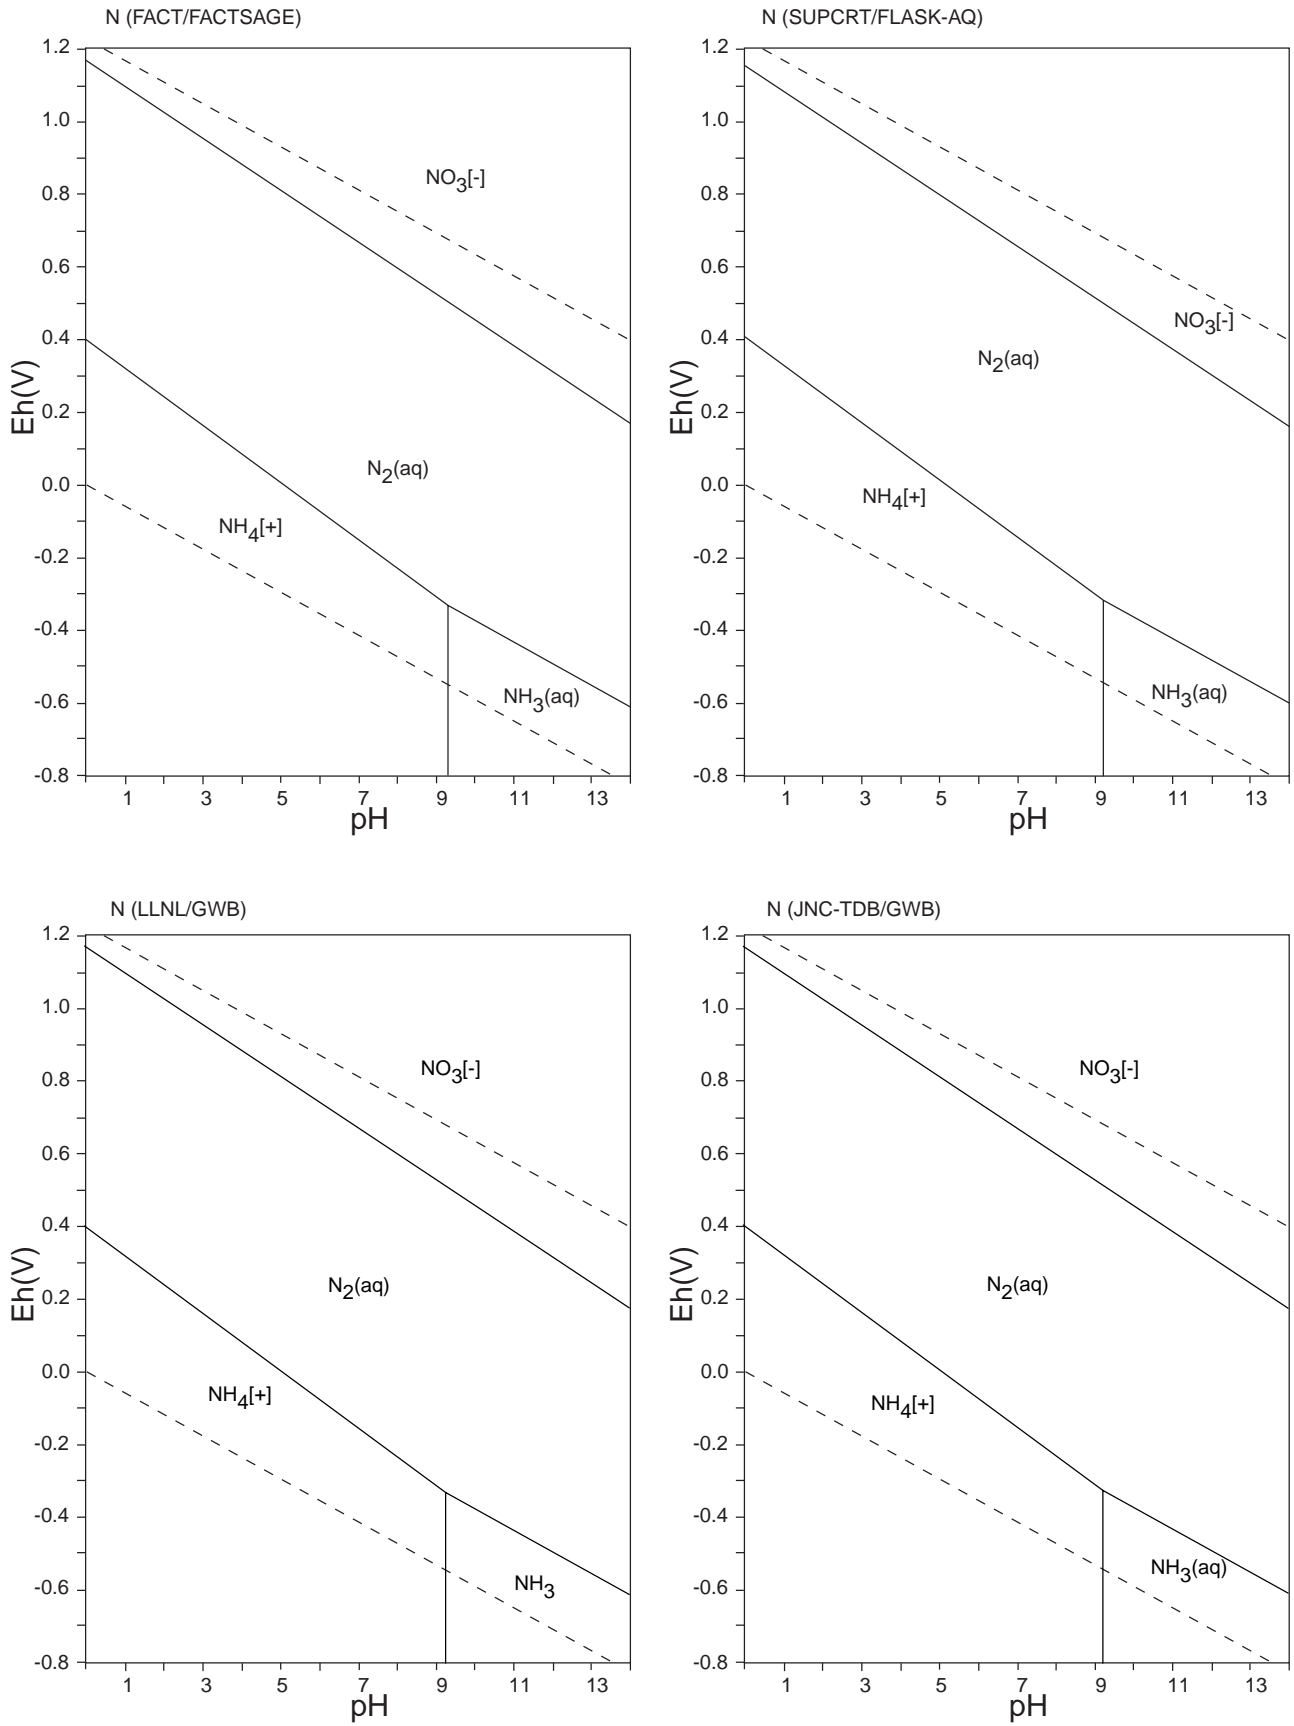 N (FACT/FACTSAGE)
1.2
1.0
0.8
0.6
0.4
0.2
0.0
-0.2
-0.4
-0.6
-0.8
Eh(V)
NO3[-]
N2(aq)
NH4[+]
NH3(aq)
1 3 5 7 9 11 13
pH
N (SUPCRT/FLASK-AQ)
1.2
1.0
0.8
0.6
0.4
0.2
0.0
-0.2
-0.4
-0.6
-0.8
Eh(V)
NO3[-]
N2(aq)
NH4[+]
NH3(aq)
1 3 5 7 9 11 13
pH
N (LLNL/GWB)
1.2
1.0
0.8
0.6
0.4
0.2
0.0
-0.2
-0.4
-0.6
-0.8
Eh(V)
NO3[-]
N2(aq)
NH4[+]
NH3
1 3 5 7 9 11 13
pH
N (JNC-TDB/GWB)
1.2
1.0
0.8
0.6
0.4
0.2
0.0
-0.2
-0.4
-0.6
-0.8
Eh(V)
NO3[-]
N2(aq)
NH4[+]
NH3(aq)
1 3 5 7 9 11 13
pH